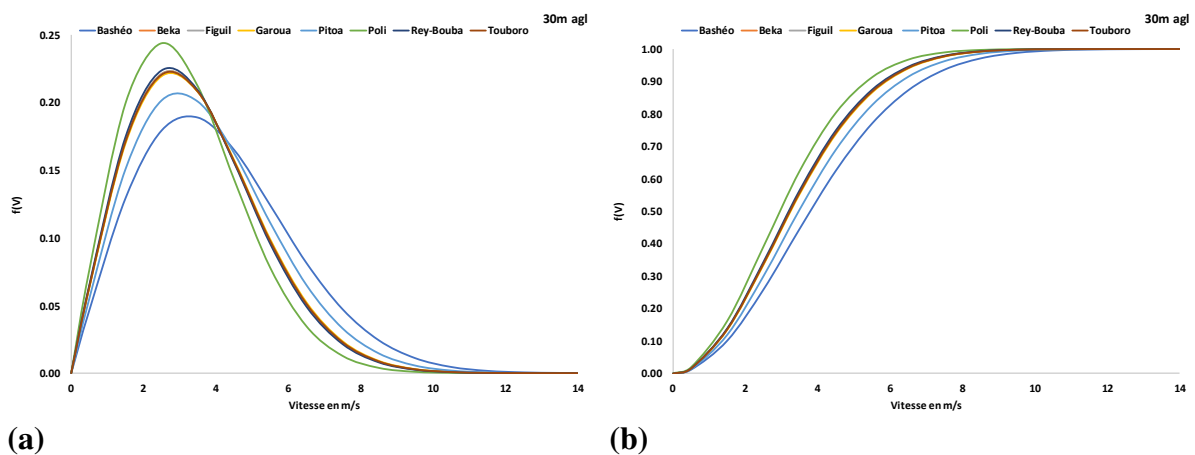 30m agl
Bashéo Beka Figuil Garoua Pitoa Poli Rey-Bouba Touboro
0.25
0.20
0.15
0.10
0.05
0.00
f(V)
0 2 4 6 8 10 12 14
Vitesse en m/s
(a)
30m agl
Bashéo Beka Figuil Garoua Pitoa Poli Rey-Bouba Touboro
1.00
0.90
0.80
0.70
0.60
0.50
0.40
0.30
0.20
0.10
0.00
f(V)
0 2 4 6 8 10 12 14
Vitesse en m/s
(b)